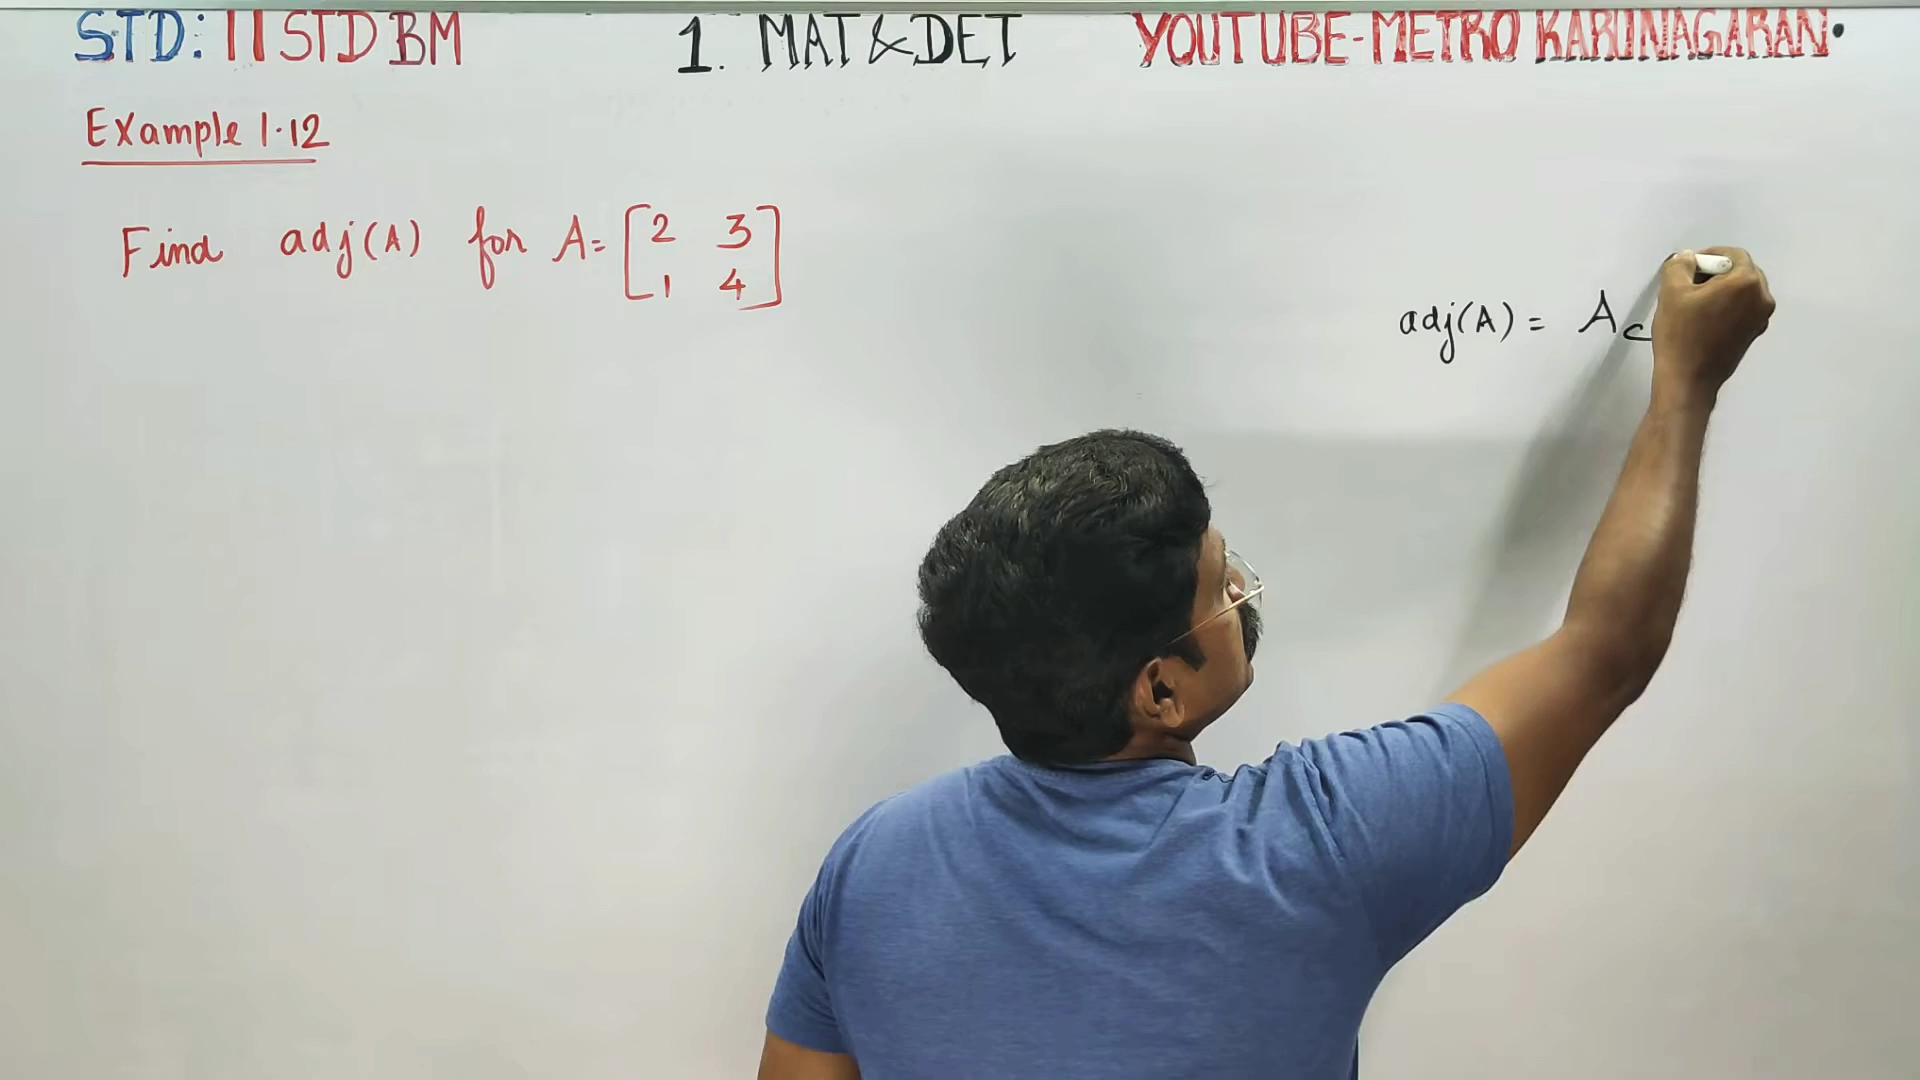 STD: 11 STD BM 1. MAT & DET YOUTUBE-METRO KARUNAGARAN.
Example 1.12
Find adj(A) for A = [2 3
1 4]
adj(A) = Ac